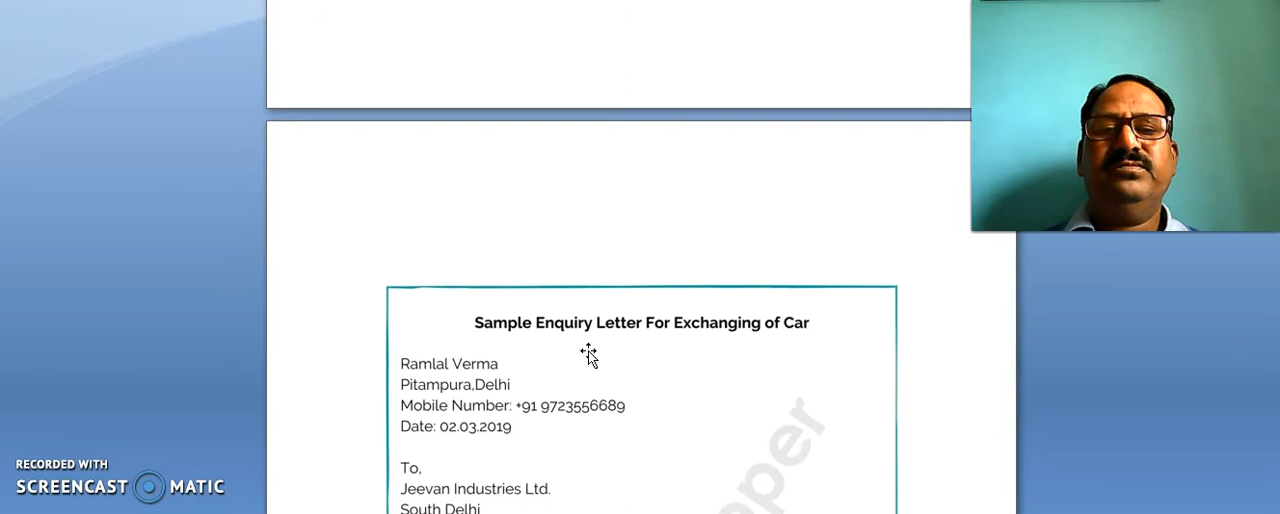 Sample Enquiry Letter For Exchanging of Car
Ramlal Verma
Pitampura,Delhi
Mobile Number: +91 9723556689
Date: 02.03.2019
To,
Jeevan Industries Ltd.
South Delhi
eper
RECORDED WITH
SCREENCAST MATIC